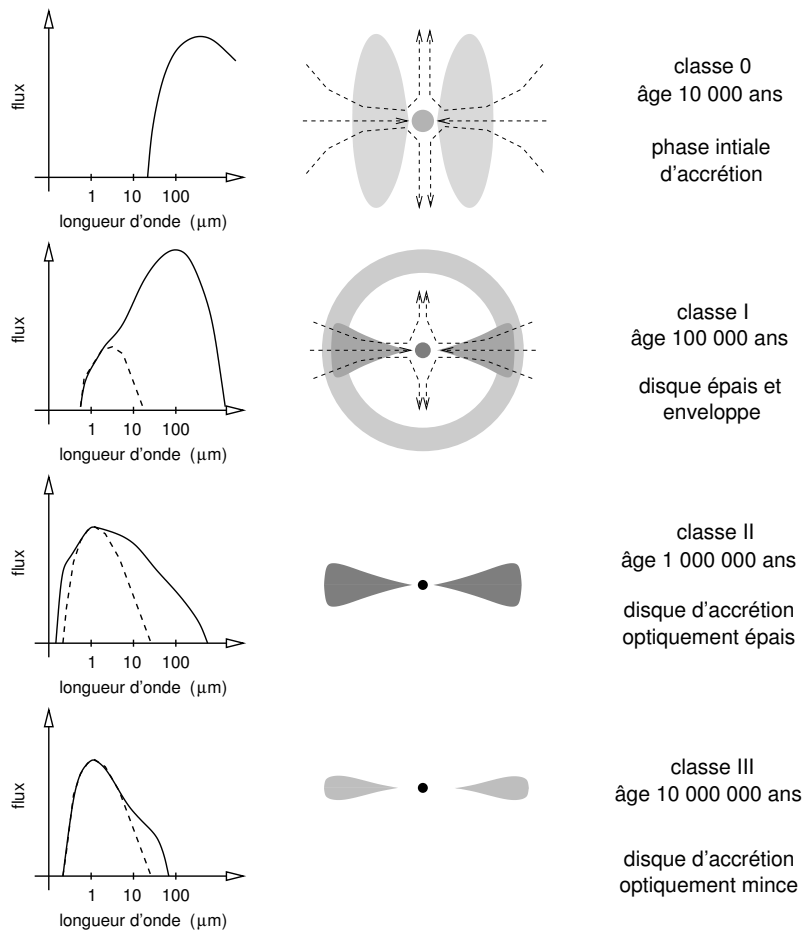 flux
1 10 100
longueur d'onde (μm)
classe 0
âge 10 000 ans
phase intiale
d'accrétion
flux
1 10 100
longueur d'onde (μm)
classe I
âge 100 000 ans
disque épais et
enveloppe
flux
1 10 100
longueur d'onde (μm)
classe II
âge 1 000 000 ans
disque d'accrétion
optiquement épais
flux
1 10 100
longueur d'onde (μm)
classe III
âge 10 000 000 ans
disque d'accrétion
optiquement mince